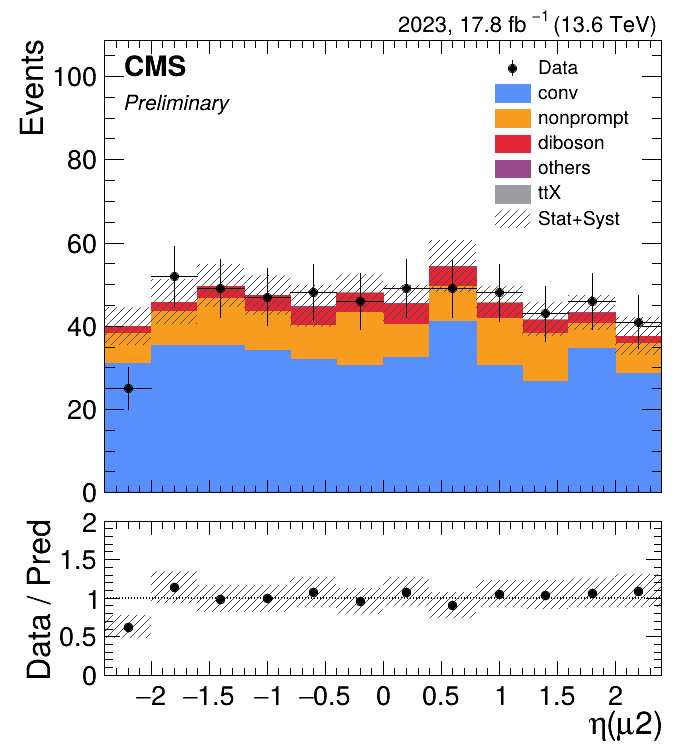 2023, 17.8 fb⁻¹ (13.6 TeV)
CMS
Preliminary
Data
conv
nonprompt
diboson
others
ttX
Stat+Syst
Events
100
80
60
40
20
0
Data / Pred
2
1.5
1
0.5
0
−2 −1.5 −1 −0.5 0 0.5 1 1.5 2
η(μ2)